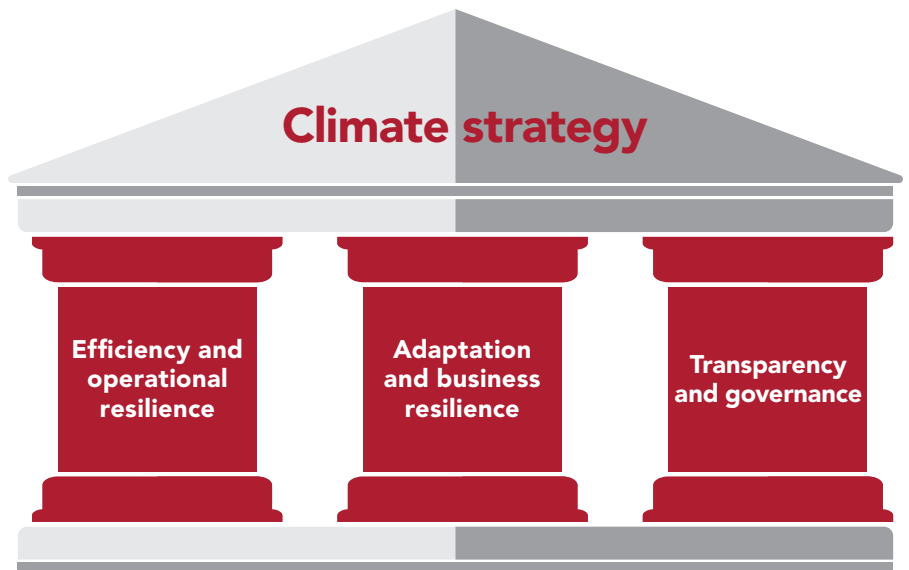 Climate strategy
Efficiency and
operational
resilience
Adaptation
and business
resilience
Transparency
and governance